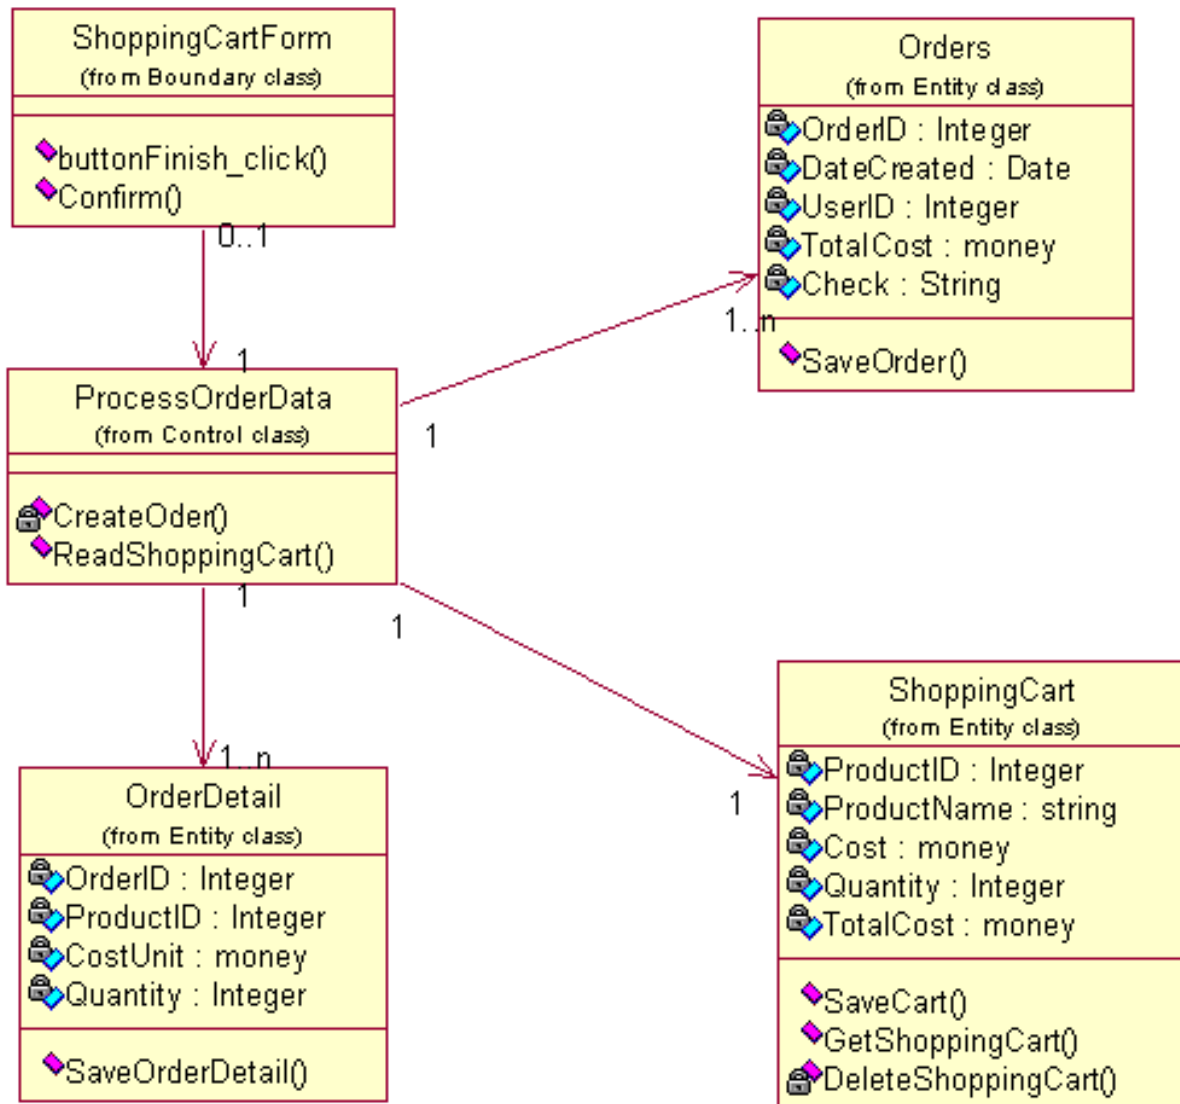 ShoppingCartForm
(from Boundary class)
buttonFinish_click()
Confirm()
0..1
1
Orders
(from Entity class)
OrderID : Integer
DateCreated : Date
UserID : Integer
TotalCost : money
Check : String
SaveOrder()
1..n
1
ProcessOrderData
(from Control class)
CreateOder()
ReadShoppingCart()
1
1
1..n
1
OrderDetail
(from Entity class)
OrderID : Integer
ProductID : Integer
CostUnit : money
Quantity : Integer
SaveOrderDetail()
ShoppingCart
(from Entity class)
ProductID : Integer
ProductName : string
Cost : money
Quantity : Integer
TotalCost : money
SaveCart()
GetShoppingCart()
DeleteShoppingCart()